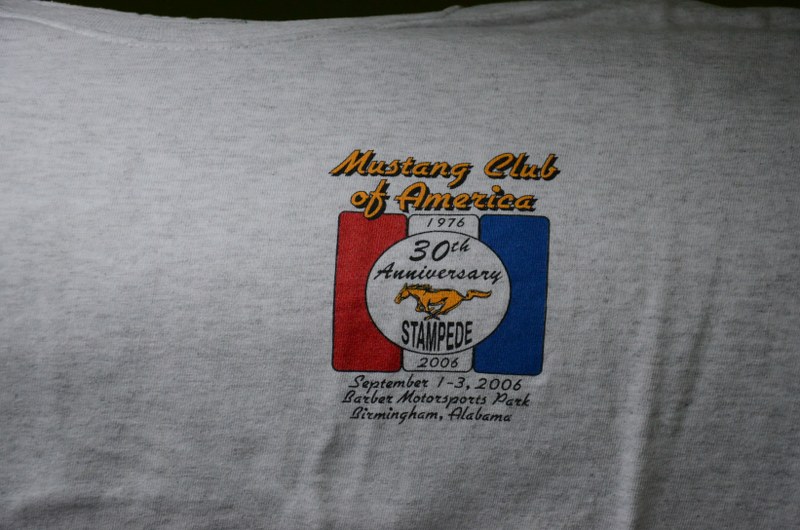 Mustang Club
of America
1976
30th
Anniversary
STAMPEDE
2006
September 1-3, 2006
Barber Motorsports Park
Birmingham, Alabama